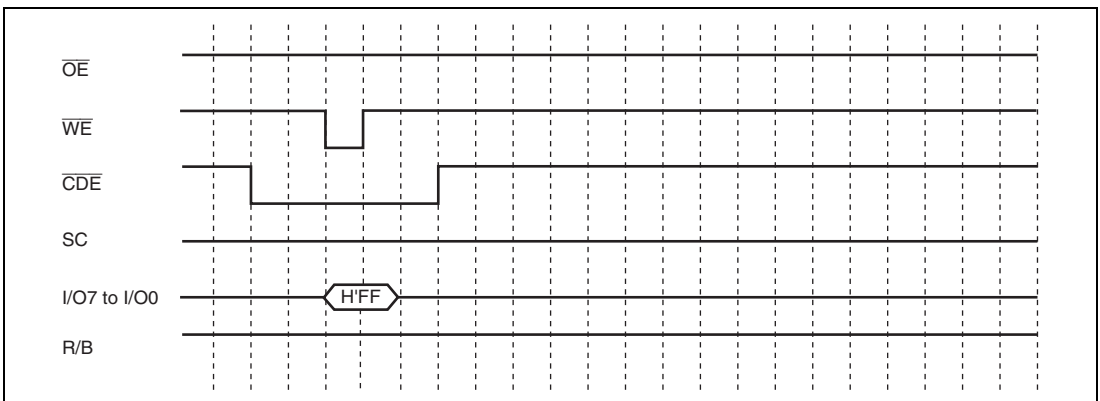 OE
WE
CDE
SC
I/O7 to I/O0
H'FF
R/B